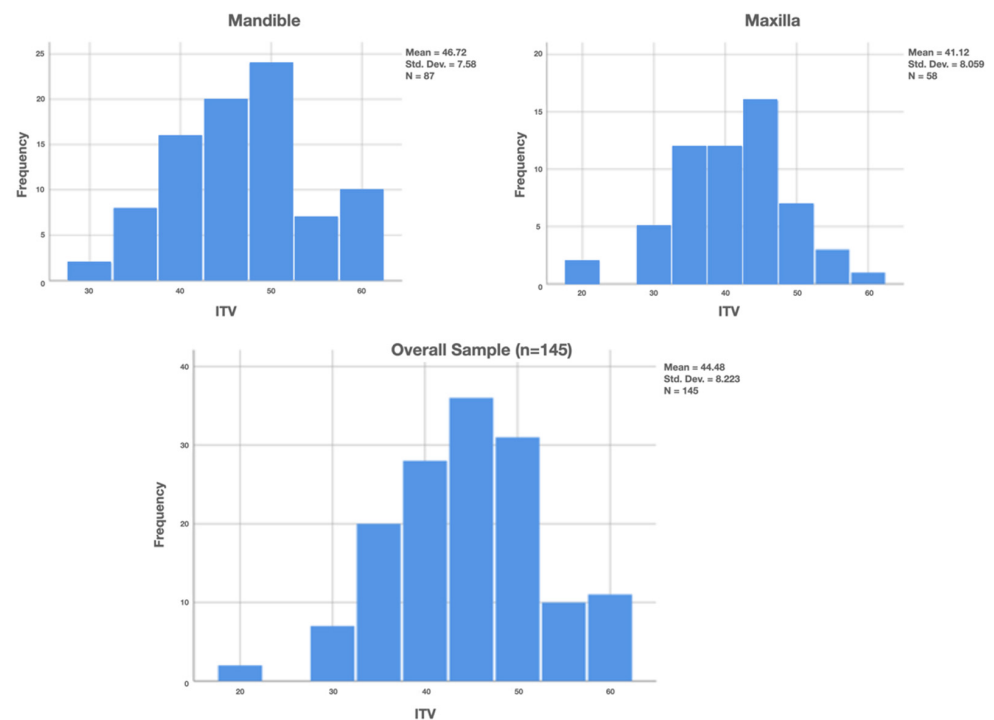 Mandible
Mean = 46.72
Std. Dev. = 7.58
N = 87
25
20
15
10
5
0
Frequency
30
40
50
60
ITV
Maxilla
Mean = 41.12
Std. Dev. = 8.059
N = 58
20
15
10
5
0
Frequency
20
30
40
50
60
ITV
Overall Sample (n=145)
Mean = 44.48
Std. Dev. = 8.223
N = 145
40
30
20
10
0
Frequency
20
30
40
50
60
ITV